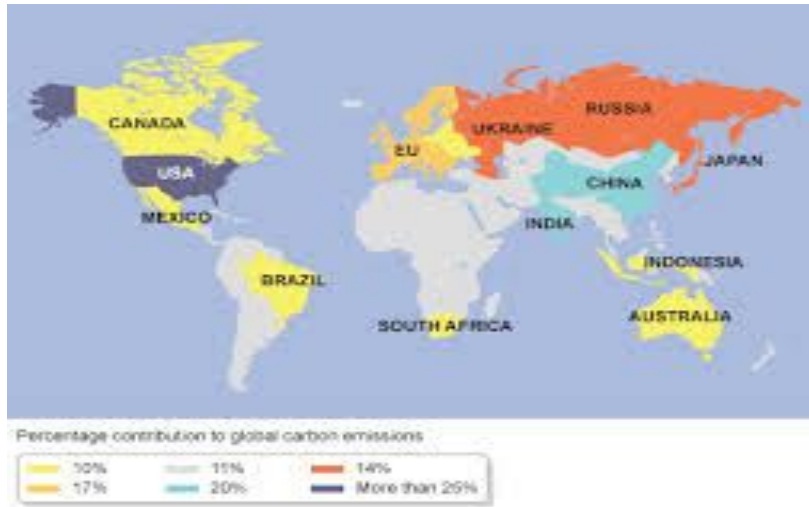 RUSSIA
CANADA
UKRAINE
EU
JAPAN
USA
CHINA
MEXICO
INDIA
INDONESIA
BRAZIL
AUSTRALIA
SOUTH AFRICA
Percentage contribution to global carbon emissions
10% 11% 14%
17% 20% More than 25%